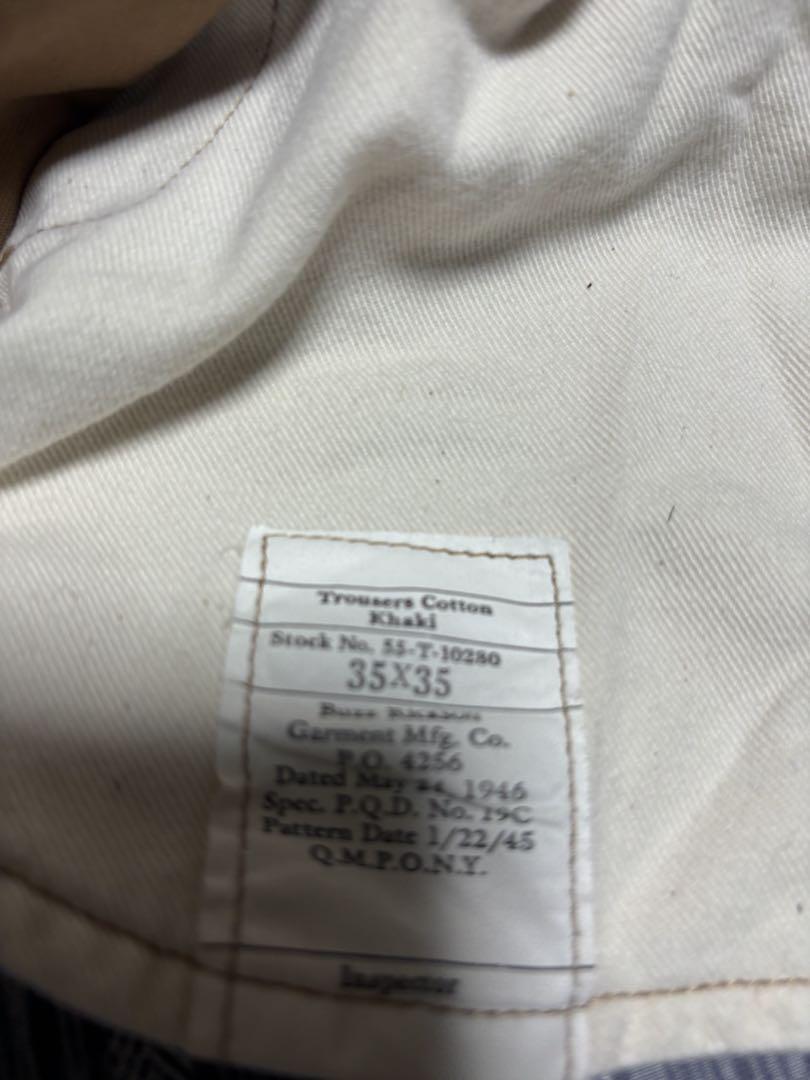 Trousers Cotton
Khaki
Stock No. 55-T-10280
35X35
Garment Mfg. Co.
P.O. 4256
Dated May 1946
Spec. P.Q.D. No. 19C
Pattern Date 1/22/45
Q.M.P.O.N.Y.
Inspector